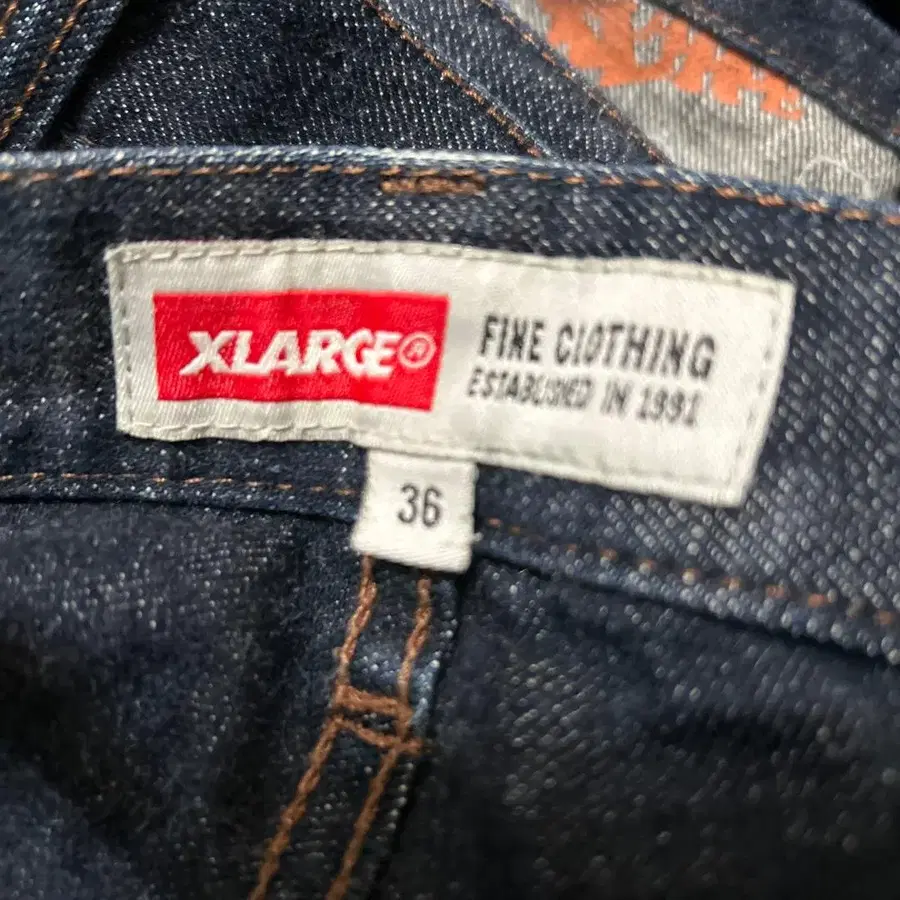 XLARGE®
FINE CLOTHING
ESTABLISHED IN 1991
36